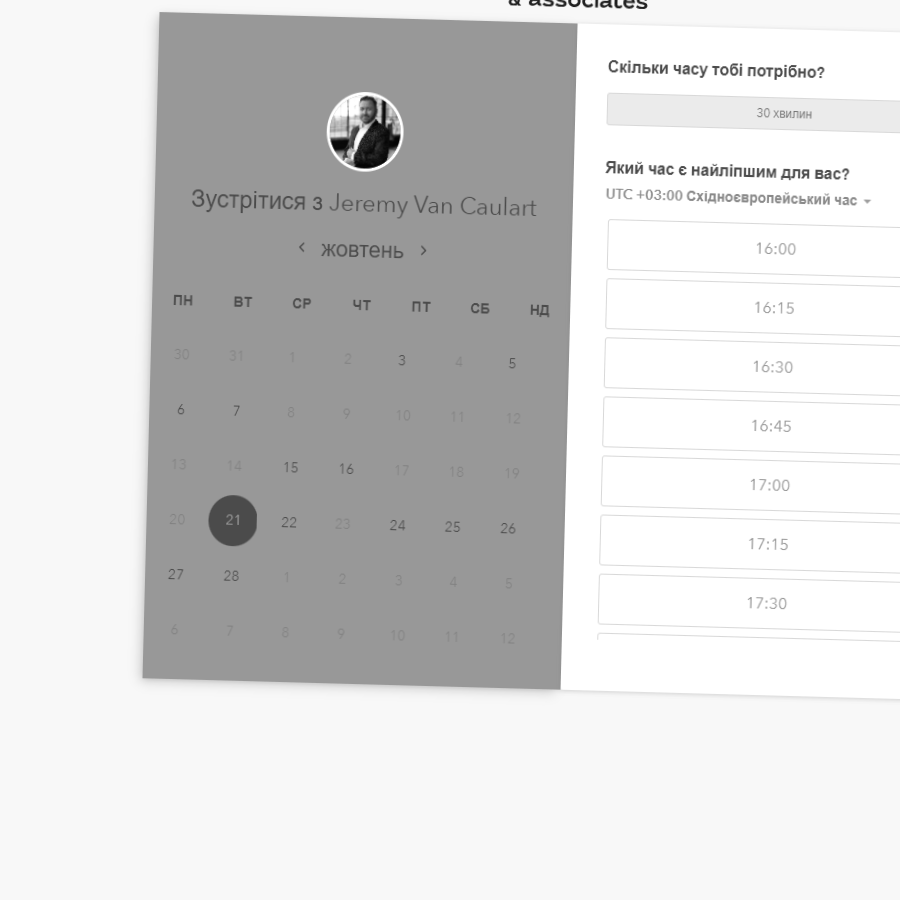 & associates
Зустрітися з Jeremy Van Caulart
жовтень
ПН ВТ СР ЧТ ПТ СБ НД
30 31 1 2 3 4 5
6 7 8 9 10 11 12
13 14 15 16 17 18 19
20 21 22 23 24 25 26
27 28 1 2 3 4 5
6 7 8 9 10 11 12
Скільки часу тобі потрібно?
30 хвилин
Який час є найліпшим для вас?
UTC +03:00 Східноєвропейський час
16:00
16:15
16:30
16:45
17:00
17:15
17:30